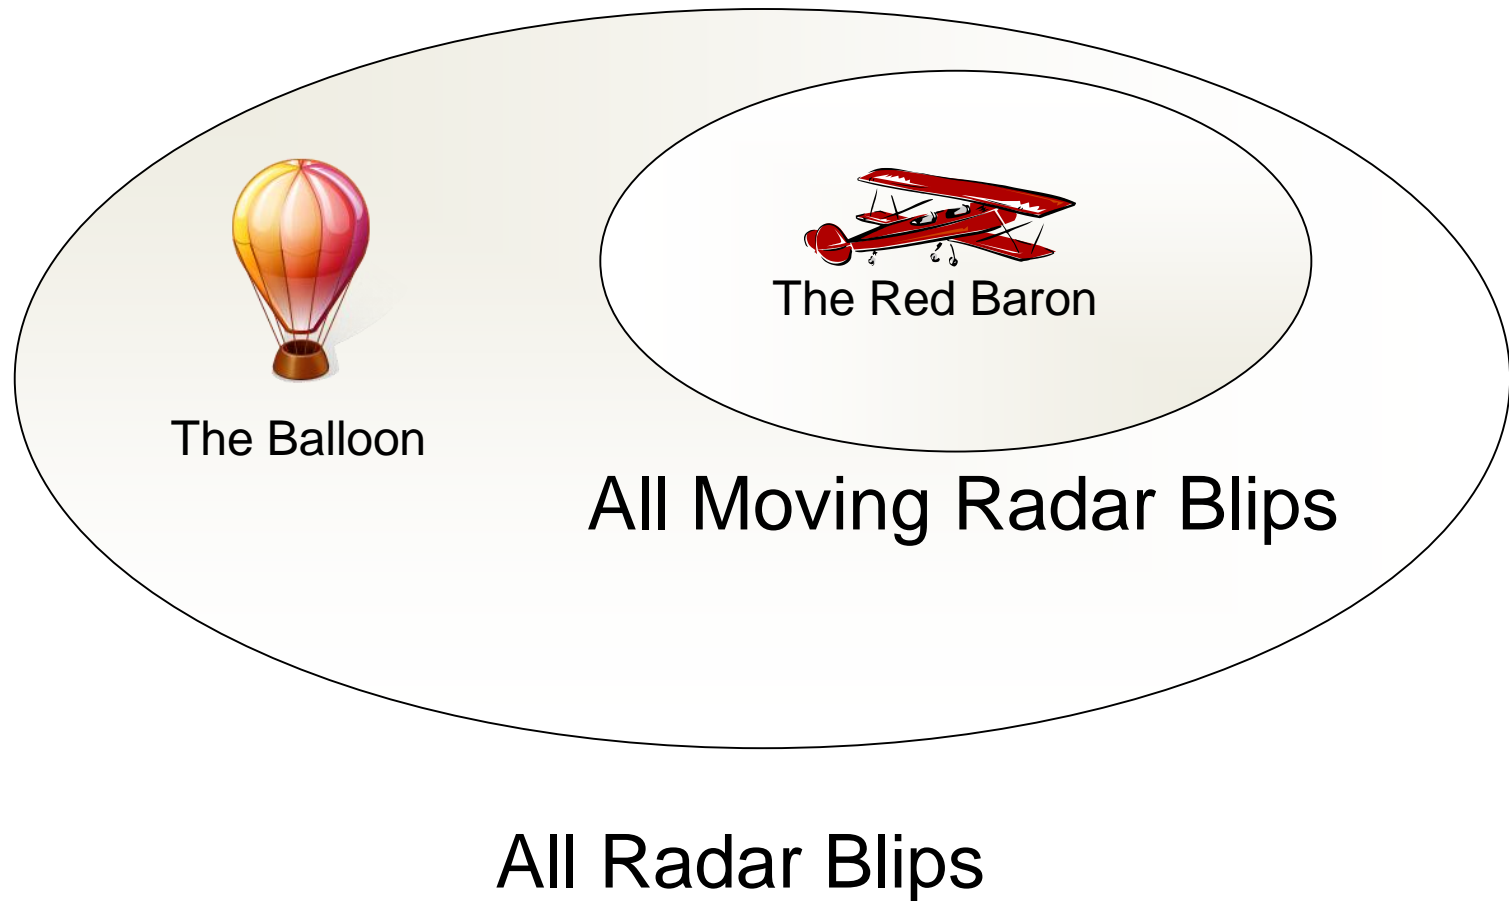 The Red Baron
The Balloon
All Moving Radar Blips
All Radar Blips